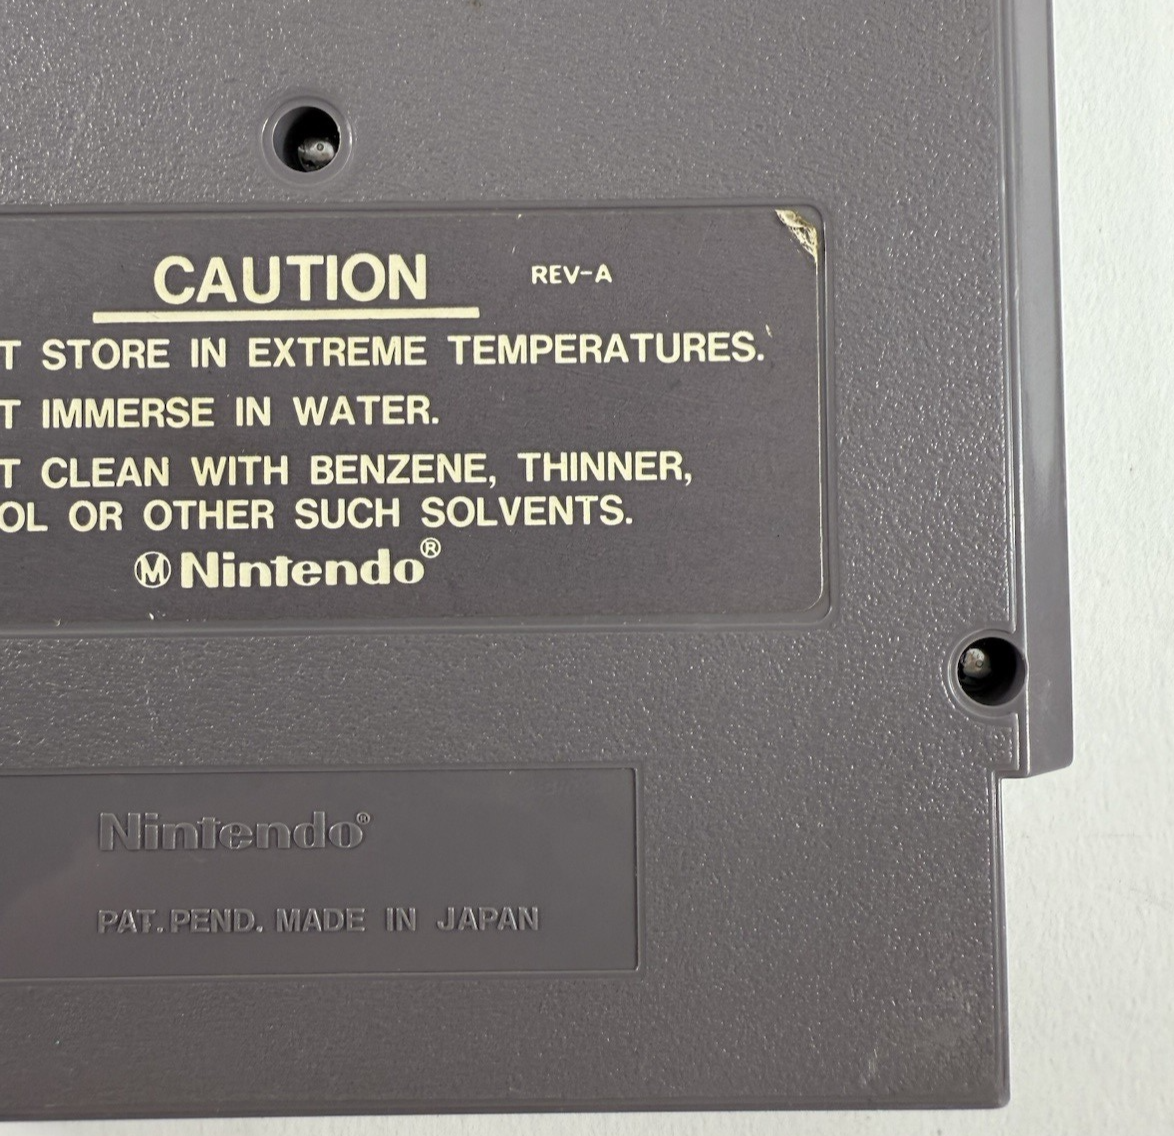 CAUTION REV-A
T STORE IN EXTREME TEMPERATURES.
T IMMERSE IN WATER.
T CLEAN WITH BENZENE, THINNER,
OL OR OTHER SUCH SOLVENTS.
Ⓜ Nintendo®
Nintendo®
PAT. PEND. MADE IN JAPAN